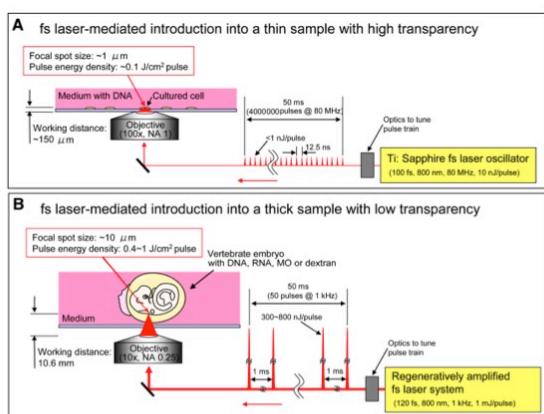 A fs laser-mediated introduction into a thin sample with high transparency
Focal spot size: ~1 μm
Pulse energy density: ~0.1 J/cm² pulse
Medium with DNA
Cultured cell
50 ms
(4000000pulses @ 80 MHz)
Working distance:
~150 μm
Objective
(100x, NA 1)
<1 nJ/pulse
12.5 ns
Optics to tune
pulse train
Ti: Sapphire fs laser oscillator
(100 fs, 800 nm, 80 MHz, 10 nJ/pulse)
B fs laser-mediated introduction into a thick sample with low transparency
Focal spot size: ~10 μm
Pulse energy density: 0.4~1 J/cm² pulse
Vertebrate embryo
with DNA, RNA, MO or dextran
50 ms
(50 pulses @ 1 kHz)
Medium
300~800 nJ/pulse
Working distance:
10.6 mm
Objective
(10x, NA 0.25)
1 ms
1 ms
Optics to tune
pulse train
Regeneratively amplified
fs laser system
(120 fs, 800 nm, 1 kHz, 1 mJ/pulse)